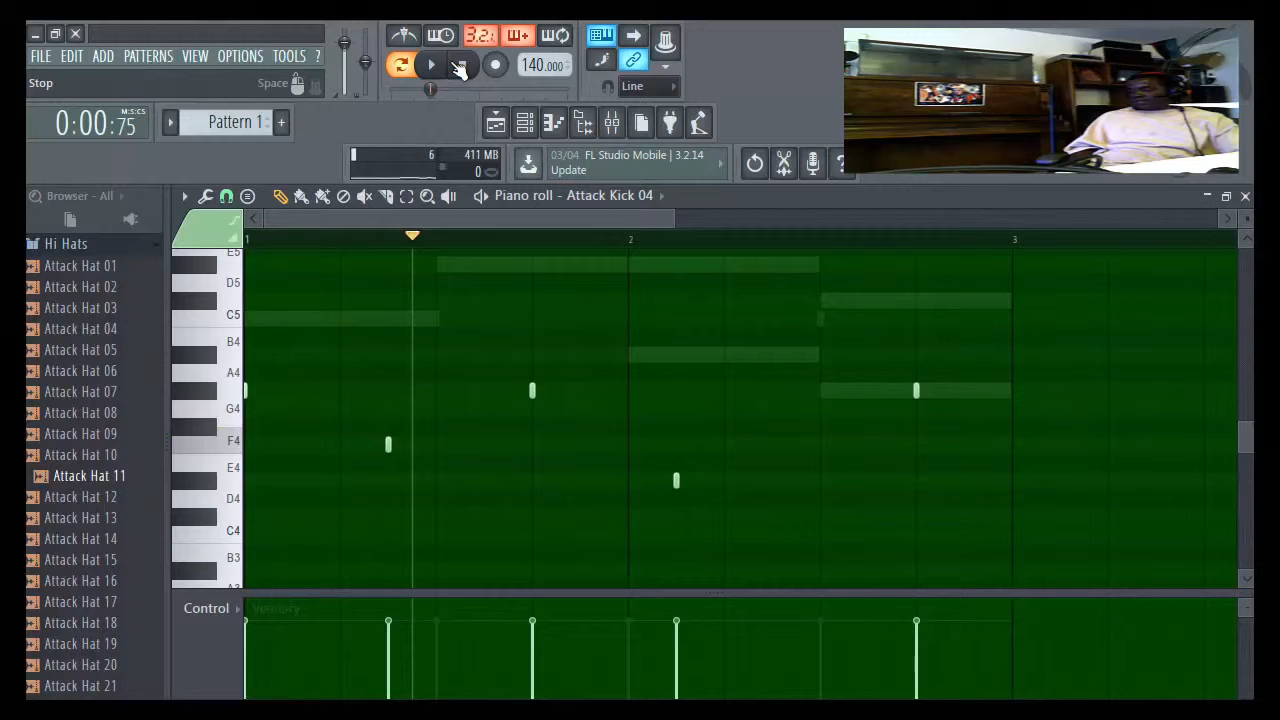 FILE EDIT ADD PATTERNS VIEW OPTIONS TOOLS ?
3.2.1
140.000
Stop
Space
Line
0:00:75
M:S:CS
Pattern 1
6
411 MB
0
03/04 FL Studio Mobile | 3.2.14
Update
?
Browser - All
Piano roll - Attack Kick 04
Hi Hats
Attack Hat 01
Attack Hat 02
Attack Hat 03
Attack Hat 04
Attack Hat 05
Attack Hat 06
Attack Hat 07
Attack Hat 08
Attack Hat 09
Attack Hat 10
Attack Hat 11
Attack Hat 12
Attack Hat 13
Attack Hat 14
Attack Hat 15
Attack Hat 16
Attack Hat 17
Attack Hat 18
Attack Hat 19
Attack Hat 20
Attack Hat 21
1
2
3
E5
D5
C5
B4
A4
G4
F4
E4
D4
C4
B3
Control
Velocity